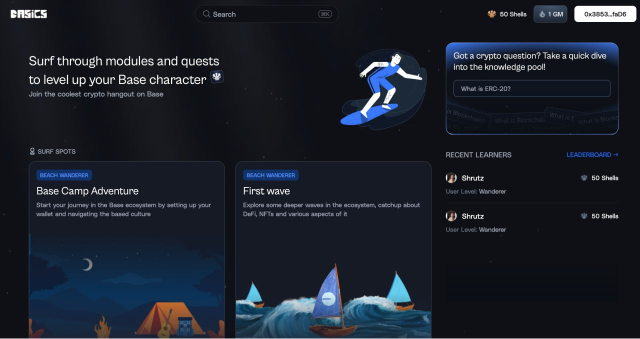 BASiCS
Search
⌘K
50 Shells
1 GM
0x3853...faD6
Surf through modules and quests
to level up your Base character
Join the coolest crypto hangout on Base
Got a crypto question? Take a quick dive
into the knowledge pool!
What is ERC-20?
SURF SPOTS
BEACH WANDERER
Base Camp Adventure
Start your journey in the Base ecosystem by setting up your
wallet and navigating the based culture
BEACH WANDERER
First wave
Explore some deeper waves in the ecosystem, catchup about
DeFi, NFTs and various aspects of it
RECENT LEARNERS
LEADERBOARD →
Shrutz
50 Shells
User Level: Wanderer
Shrutz
50 Shells
User Level: Wanderer